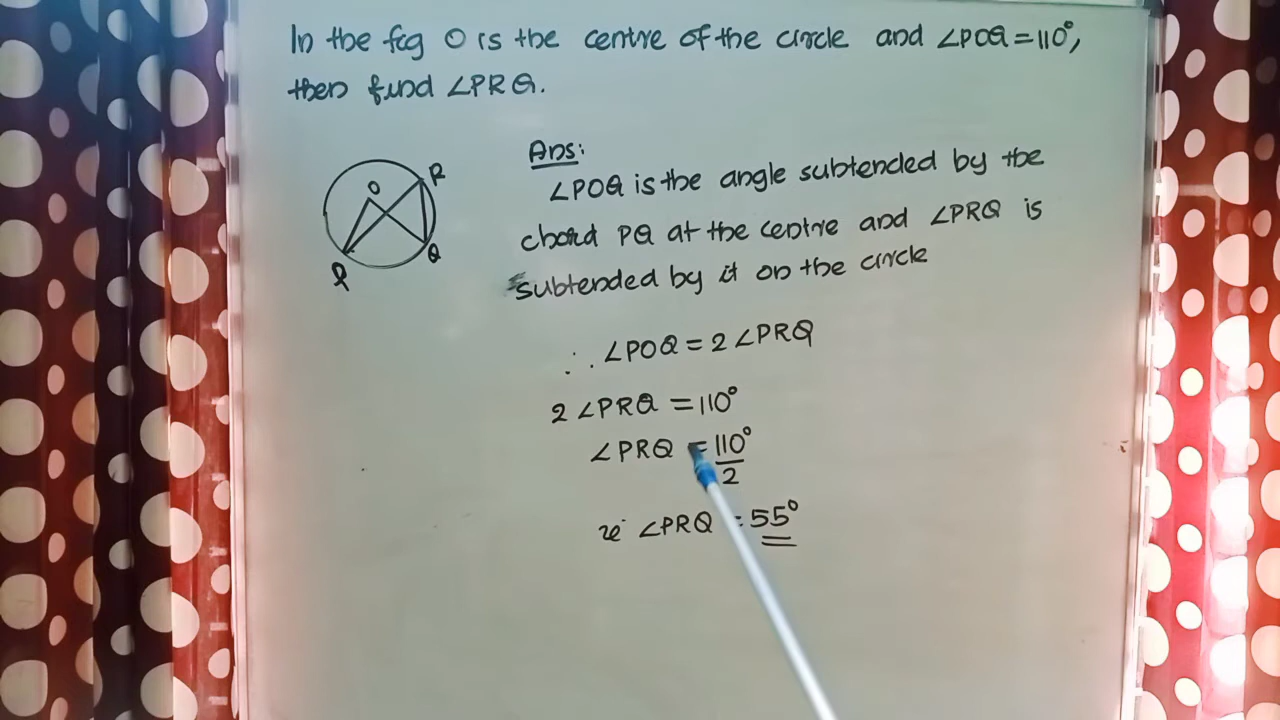 In the fig O is the centre of the circle and ∠POQ = 110°,
then find ∠PRQ.
Ans:
∠POQ is the angle subtended by the
chord PQ at the centre and ∠PRQ is
subtended by it on the circle
O
R
Q
P
∴ ∠POQ = 2 ∠PRQ
2 ∠PRQ = 110°
∠PRQ = 110°
2
ie ∠PRQ = 55°